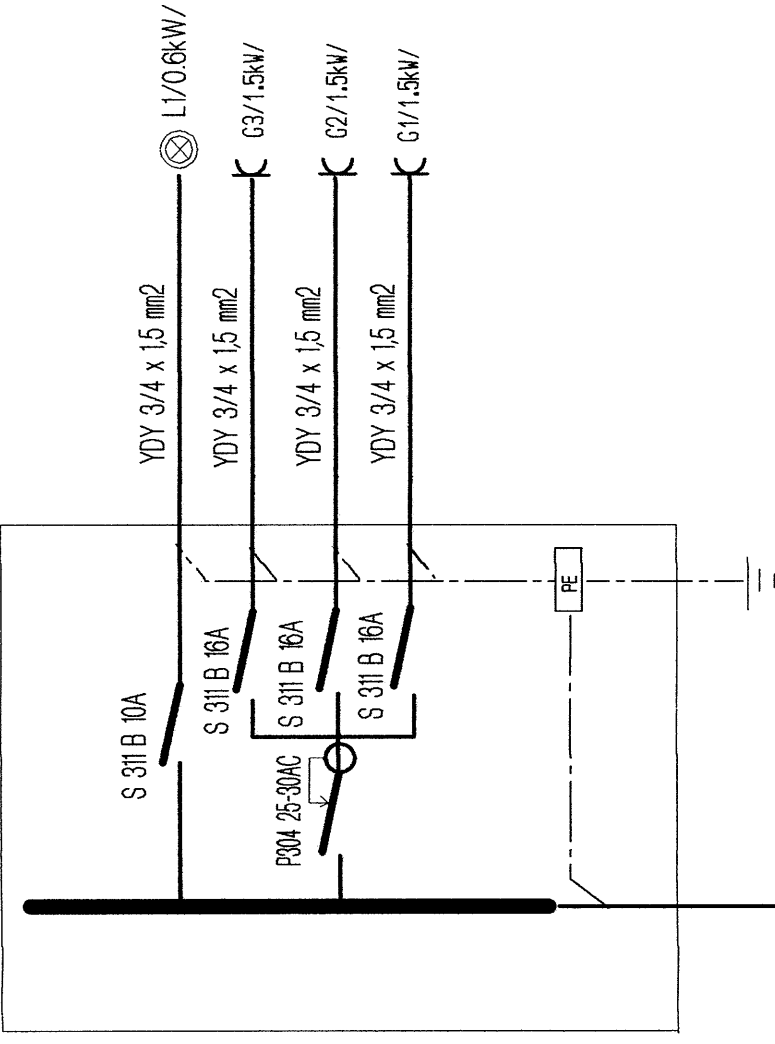 L1/0.6kW/
G3/1.5kW/
G2/1.5kW/
G1/1.5kW/
YDY 3/4 x 1,5 mm2
YDY 3/4 x 1,5 mm2
YDY 3/4 x 1,5 mm2
YDY 3/4 x 1,5 mm2
PE
S 311 B 10A
S 311 B 16A
S 311 B 16A
S 311 B 16A
P304 25-30AC